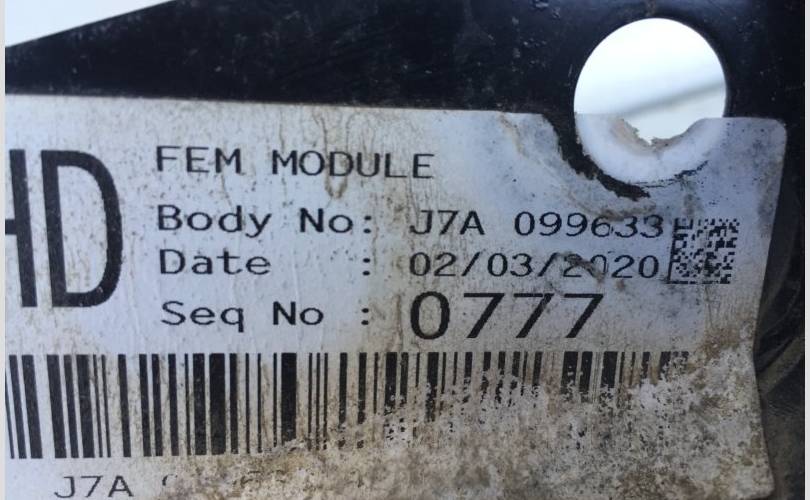 HD
FEM MODULE
Body No: J7A 099633
Date : 02/03/2020
Seq No : 0777
J7A